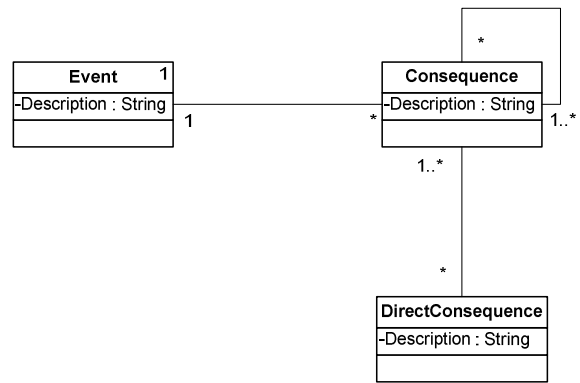 *
Event 1
Consequence
-Description : String
-Description : String
1
*
1..*
1..*
*
DirectConsequence
-Description : String